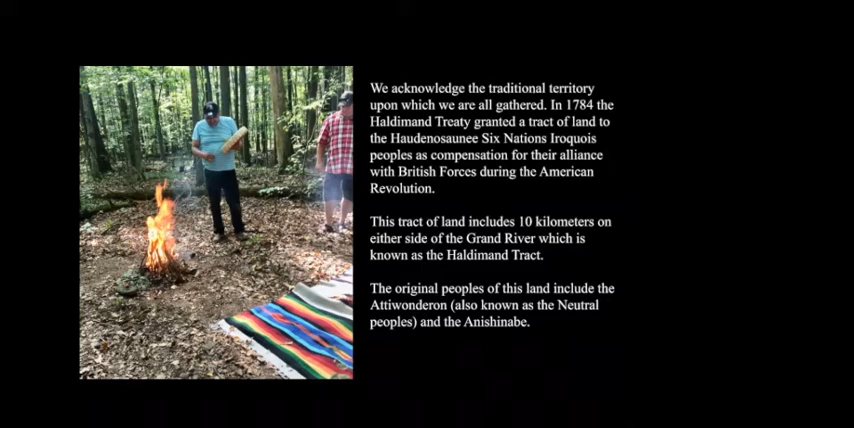 We acknowledge the traditional territory
upon which we are all gathered. In 1784 the
Haldimand Treaty granted a tract of land to
the Haudenosaunee Six Nations Iroquois
peoples as compensation for their alliance
with British Forces during the American
Revolution.
This tract of land includes 10 kilometers on
either side of the Grand River which is
known as the Haldimand Tract.
The original peoples of this land include the
Attiwonderon (also known as the Neutral
peoples) and the Anishinabe.